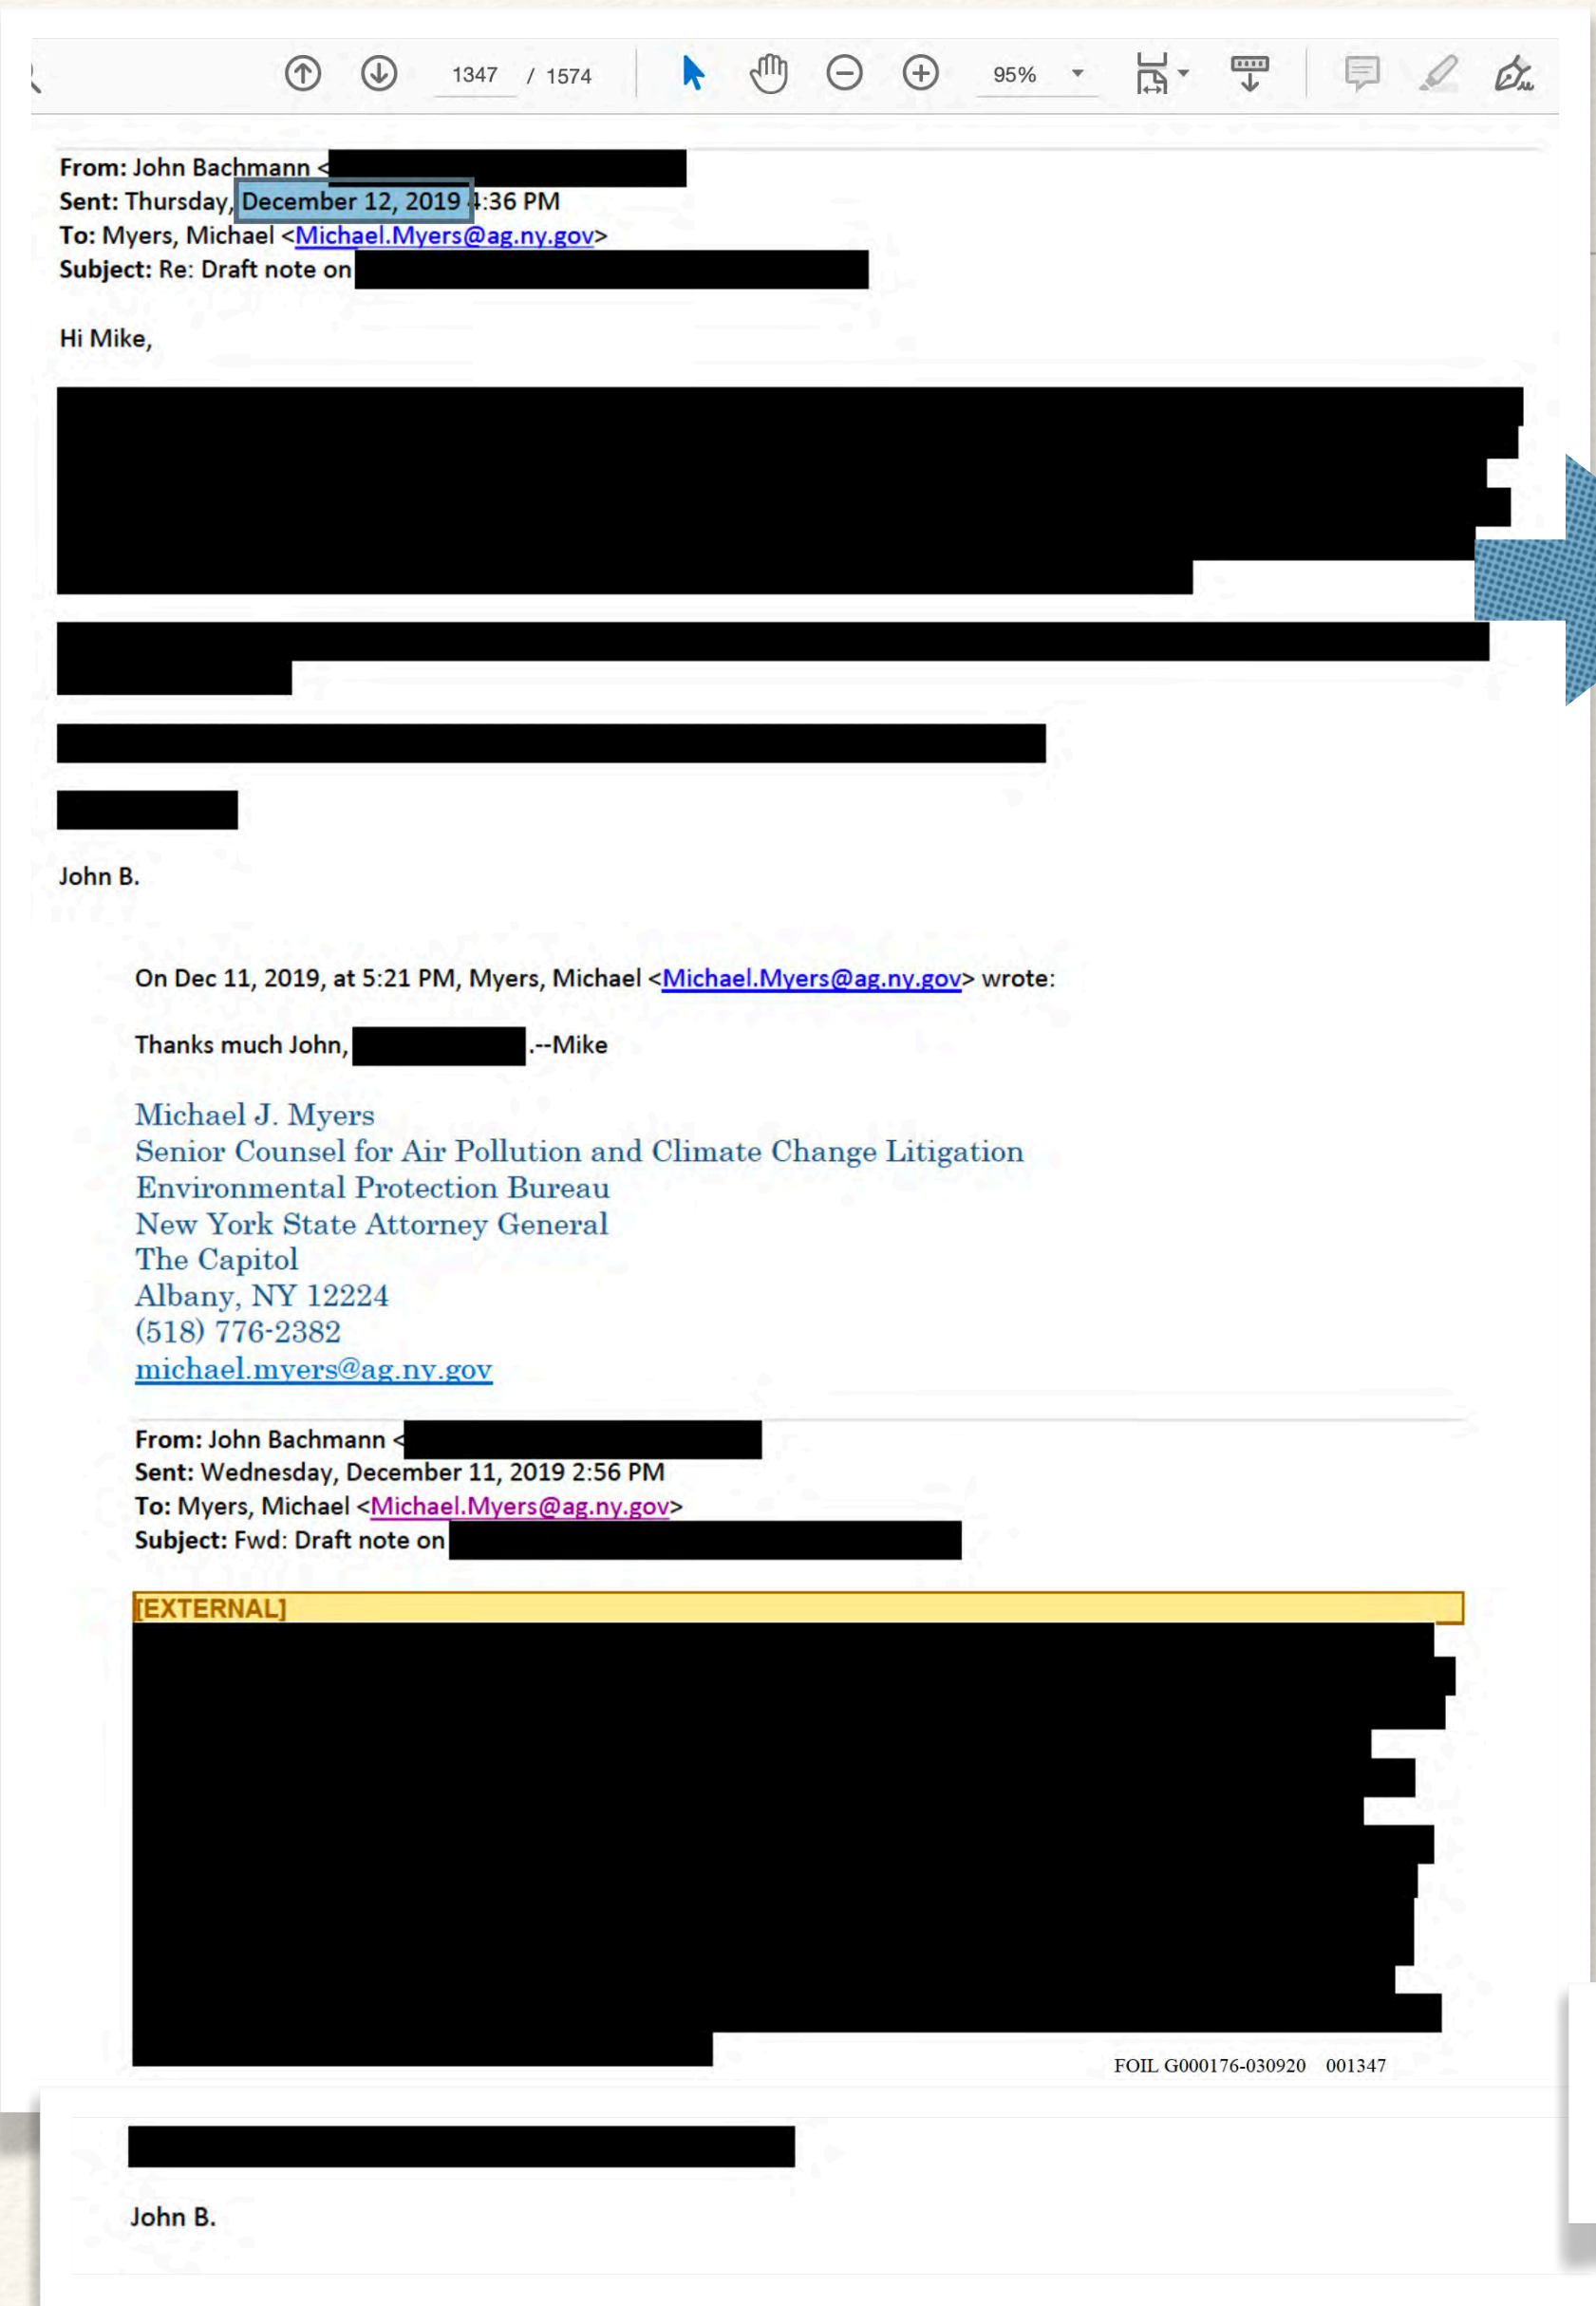 1347 / 1574 95%
From: John Bachmann <
Sent: Thursday, December 12, 2019 4:36 PM
To: Myers, Michael <Michael.Myers@ag.ny.gov>
Subject: Re: Draft note on
Hi Mike,
John B.
On Dec 11, 2019, at 5:21 PM, Myers, Michael <Michael.Myers@ag.ny.gov> wrote:
Thanks much John, .--Mike
Michael J. Myers
Senior Counsel for Air Pollution and Climate Change Litigation
Environmental Protection Bureau
New York State Attorney General
The Capitol
Albany, NY 12224
(518) 776-2382
michael.myers@ag.ny.gov
From: John Bachmann <
Sent: Wednesday, December 11, 2019 2:56 PM
To: Myers, Michael <Michael.Myers@ag.ny.gov>
Subject: Fwd: Draft note on
[EXTERNAL]
FOIL G000176-030920 001347
John B.